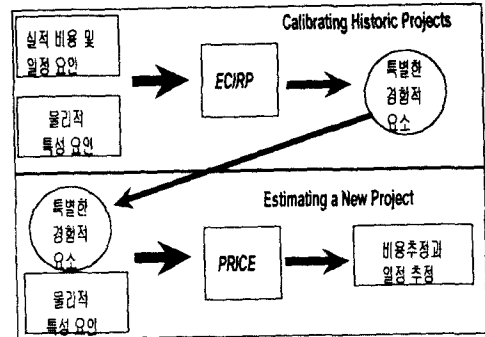 Calibrating Historic Projects
실적 비용 및
일정 요인
물리적
특성 요인
ECIRP
특별한
경험적
요소
Estimating a New Project
특별한
경험적
요소
물리적
특성 요인
PRICE
비용추정과
일정 추정